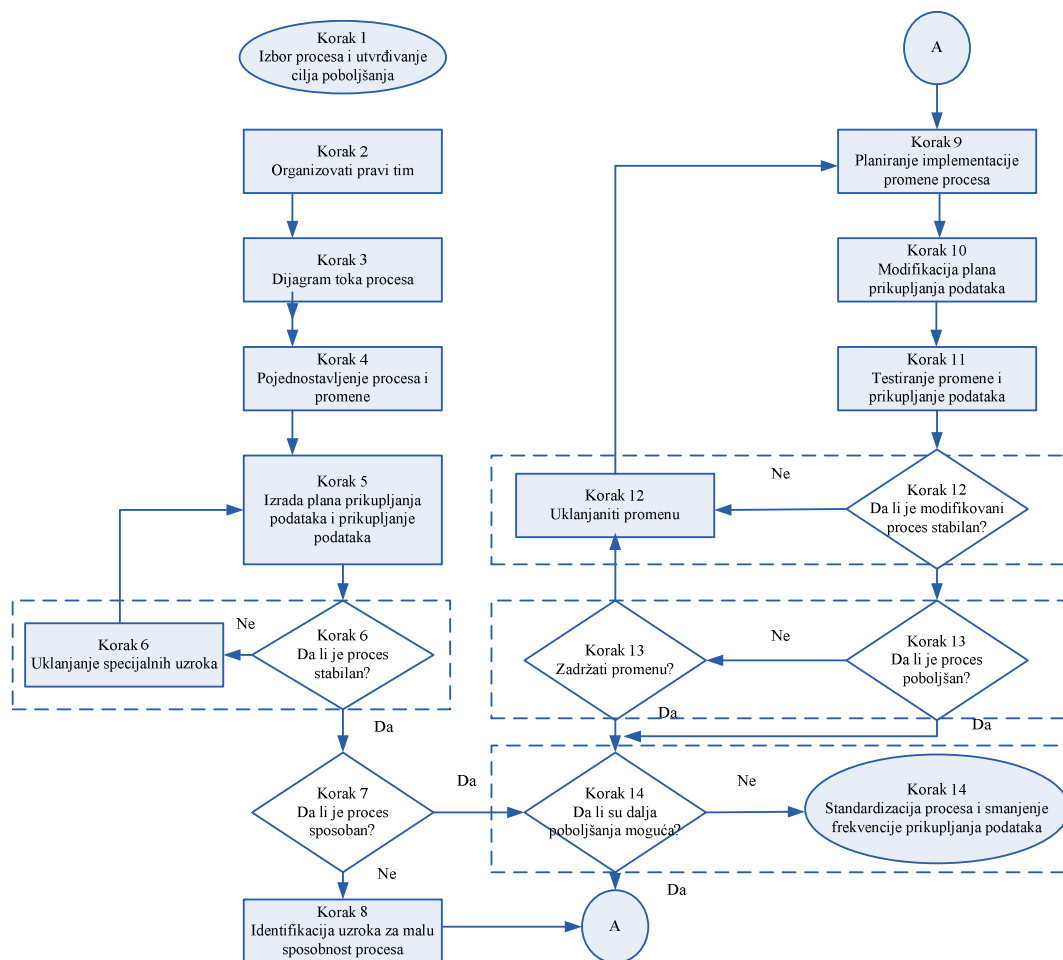 Korak 1
Izbor procesa i utvrđivanje
cilja poboljšanja
Korak 2
Organizovati pravi tim
Korak 3
Dijagram toka procesa
Korak 4
Pojednostavljenje procesa i
promene
Korak 5
Izrada plana prikupljanja
podataka i prikupljanje
podataka
Korak 6
Uklanjanje specijalnih uzroka
Ne
Korak 6
Da li je proces
stabilan?
Da
Korak 7
Da li je proces
sposoban?
Da
Ne
Korak 8
Identifikacija uzroka za malu
sposobnost procesa
A
Korak 9
Planiranje implementacije
promene procesa
Korak 10
Modifikacija plana
prikupljanja podataka
Korak 11
Testiranje promene i
prikupljanje podataka
Korak 12
Uklanjaniti promenu
Ne
Korak 12
Da li je modifikovani
proces stabilan?
Korak 13
Zadržati promenu?
Ne
Korak 13
Da li je proces
poboljšan?
Da
Da
Korak 14
Da li su dalja
poboljšanja moguća?
Ne
Korak 14
Standardizacija procesa i smanjenje
frekvencije prikupljanja podataka
Da
A